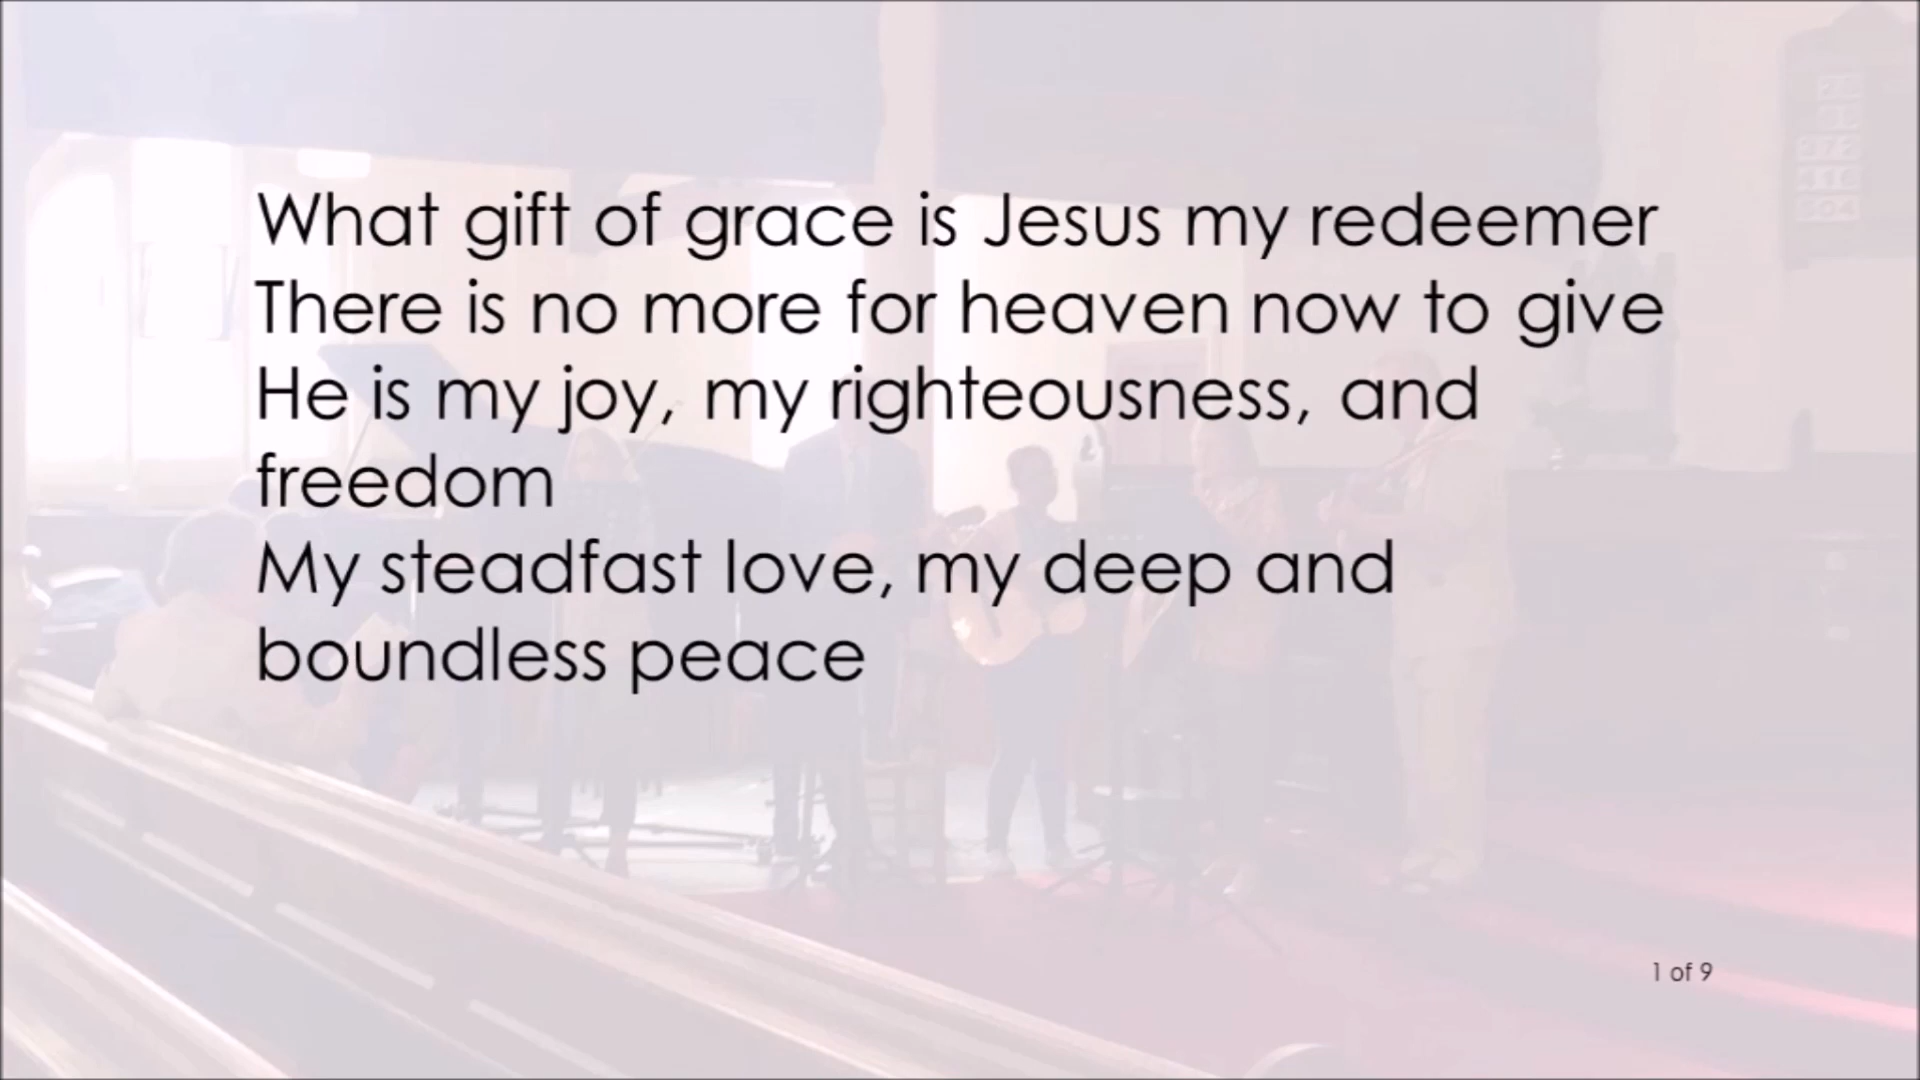 What gift of grace is Jesus my redeemer
There is no more for heaven now to give
He is my joy, my righteousness, and
freedom
My steadfast love, my deep and
boundless peace
1 of 9